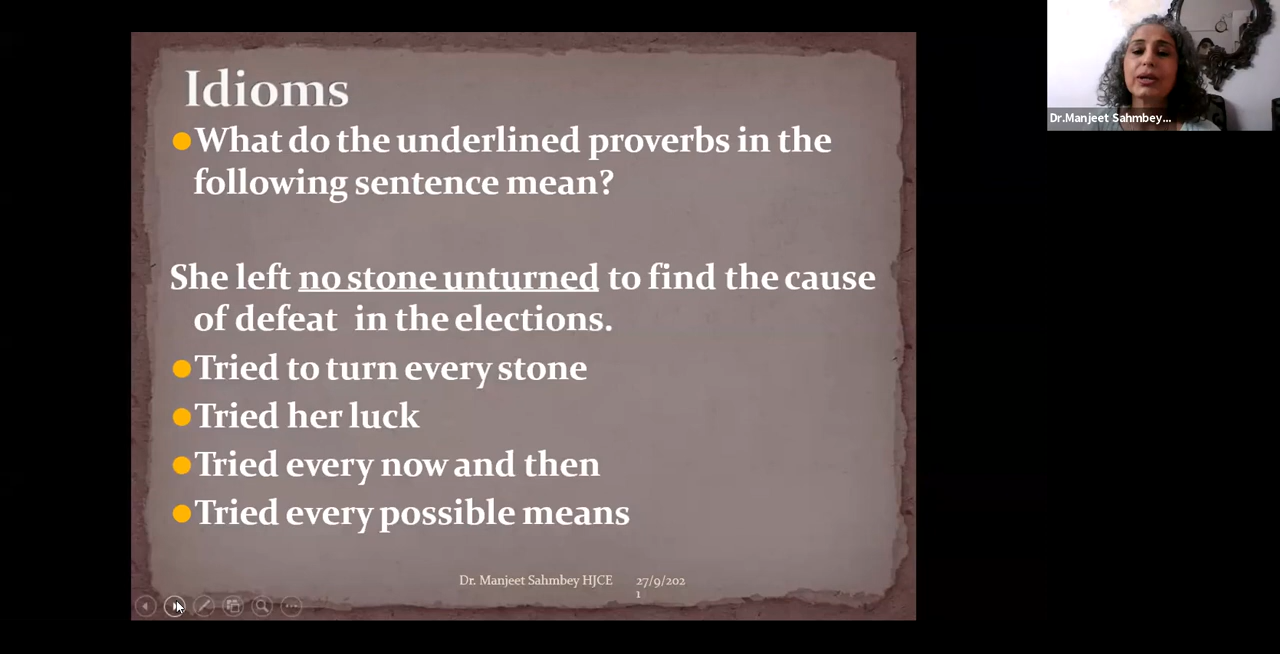 Idioms
What do the underlined proverbs in the
following sentence mean?
She left no stone unturned to find the cause
of defeat in the elections.
Tried to turn every stone
Tried her luck
Tried every now and then
Tried every possible means
Dr. Manjeet Sahmbey HJCE 27/9/202
1
Dr.Manjeet Sahmbey...